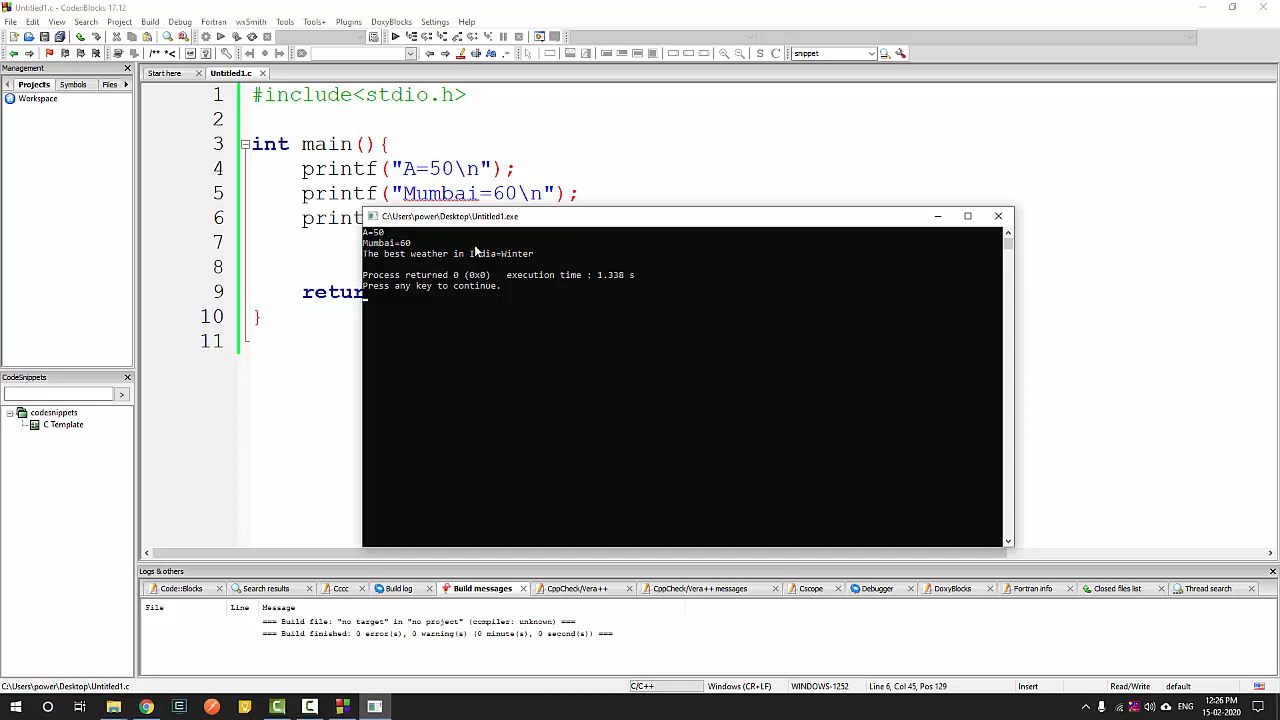 Untitled1.c - Code::Blocks 17.12
File Edit View Search Project Build Debug Fortran wxSmith Tools Tools+ Plugins DoxyBlocks Settings Help
/** *<
snippet
Management
Projects Symbols Files
Workspace
Start here
Untitled1.c
1 #include<stdio.h>
2
3 int main(){
4 printf("A=50\n");
5 printf("Mumbai=60\n");
6 print
7
8
9 retur
10 }
11
C:\Users\power\Desktop\Untitled1.exe
A=50
Mumbai=60
The best weather in India=Winter
Process returned 0 (0x0) execution time : 1.338 s
Press any key to continue.
CodeSnippets
>
codesnippets
C Template
Logs & others
Code::Blocks Search results Cccc Build log Build messages CppCheck/Vera++ CppCheck/Vera++ messages Cscope Debugger DoxyBlocks Fortran info Closed files list Thread search
File Line Message
=== Build file: "no target" in "no project" (compiler: unknown) ===
=== Build finished: 0 error(s), 0 warning(s) (0 minute(s), 0 second(s)) ===
C:\Users\power\Desktop\Untitled1.c C/C++ Windows (CR+LF) WINDOWS-1252 Line 6, Col 45, Pos 129 Insert Read/Write default
ENG
12:26 PM
15-02-2020